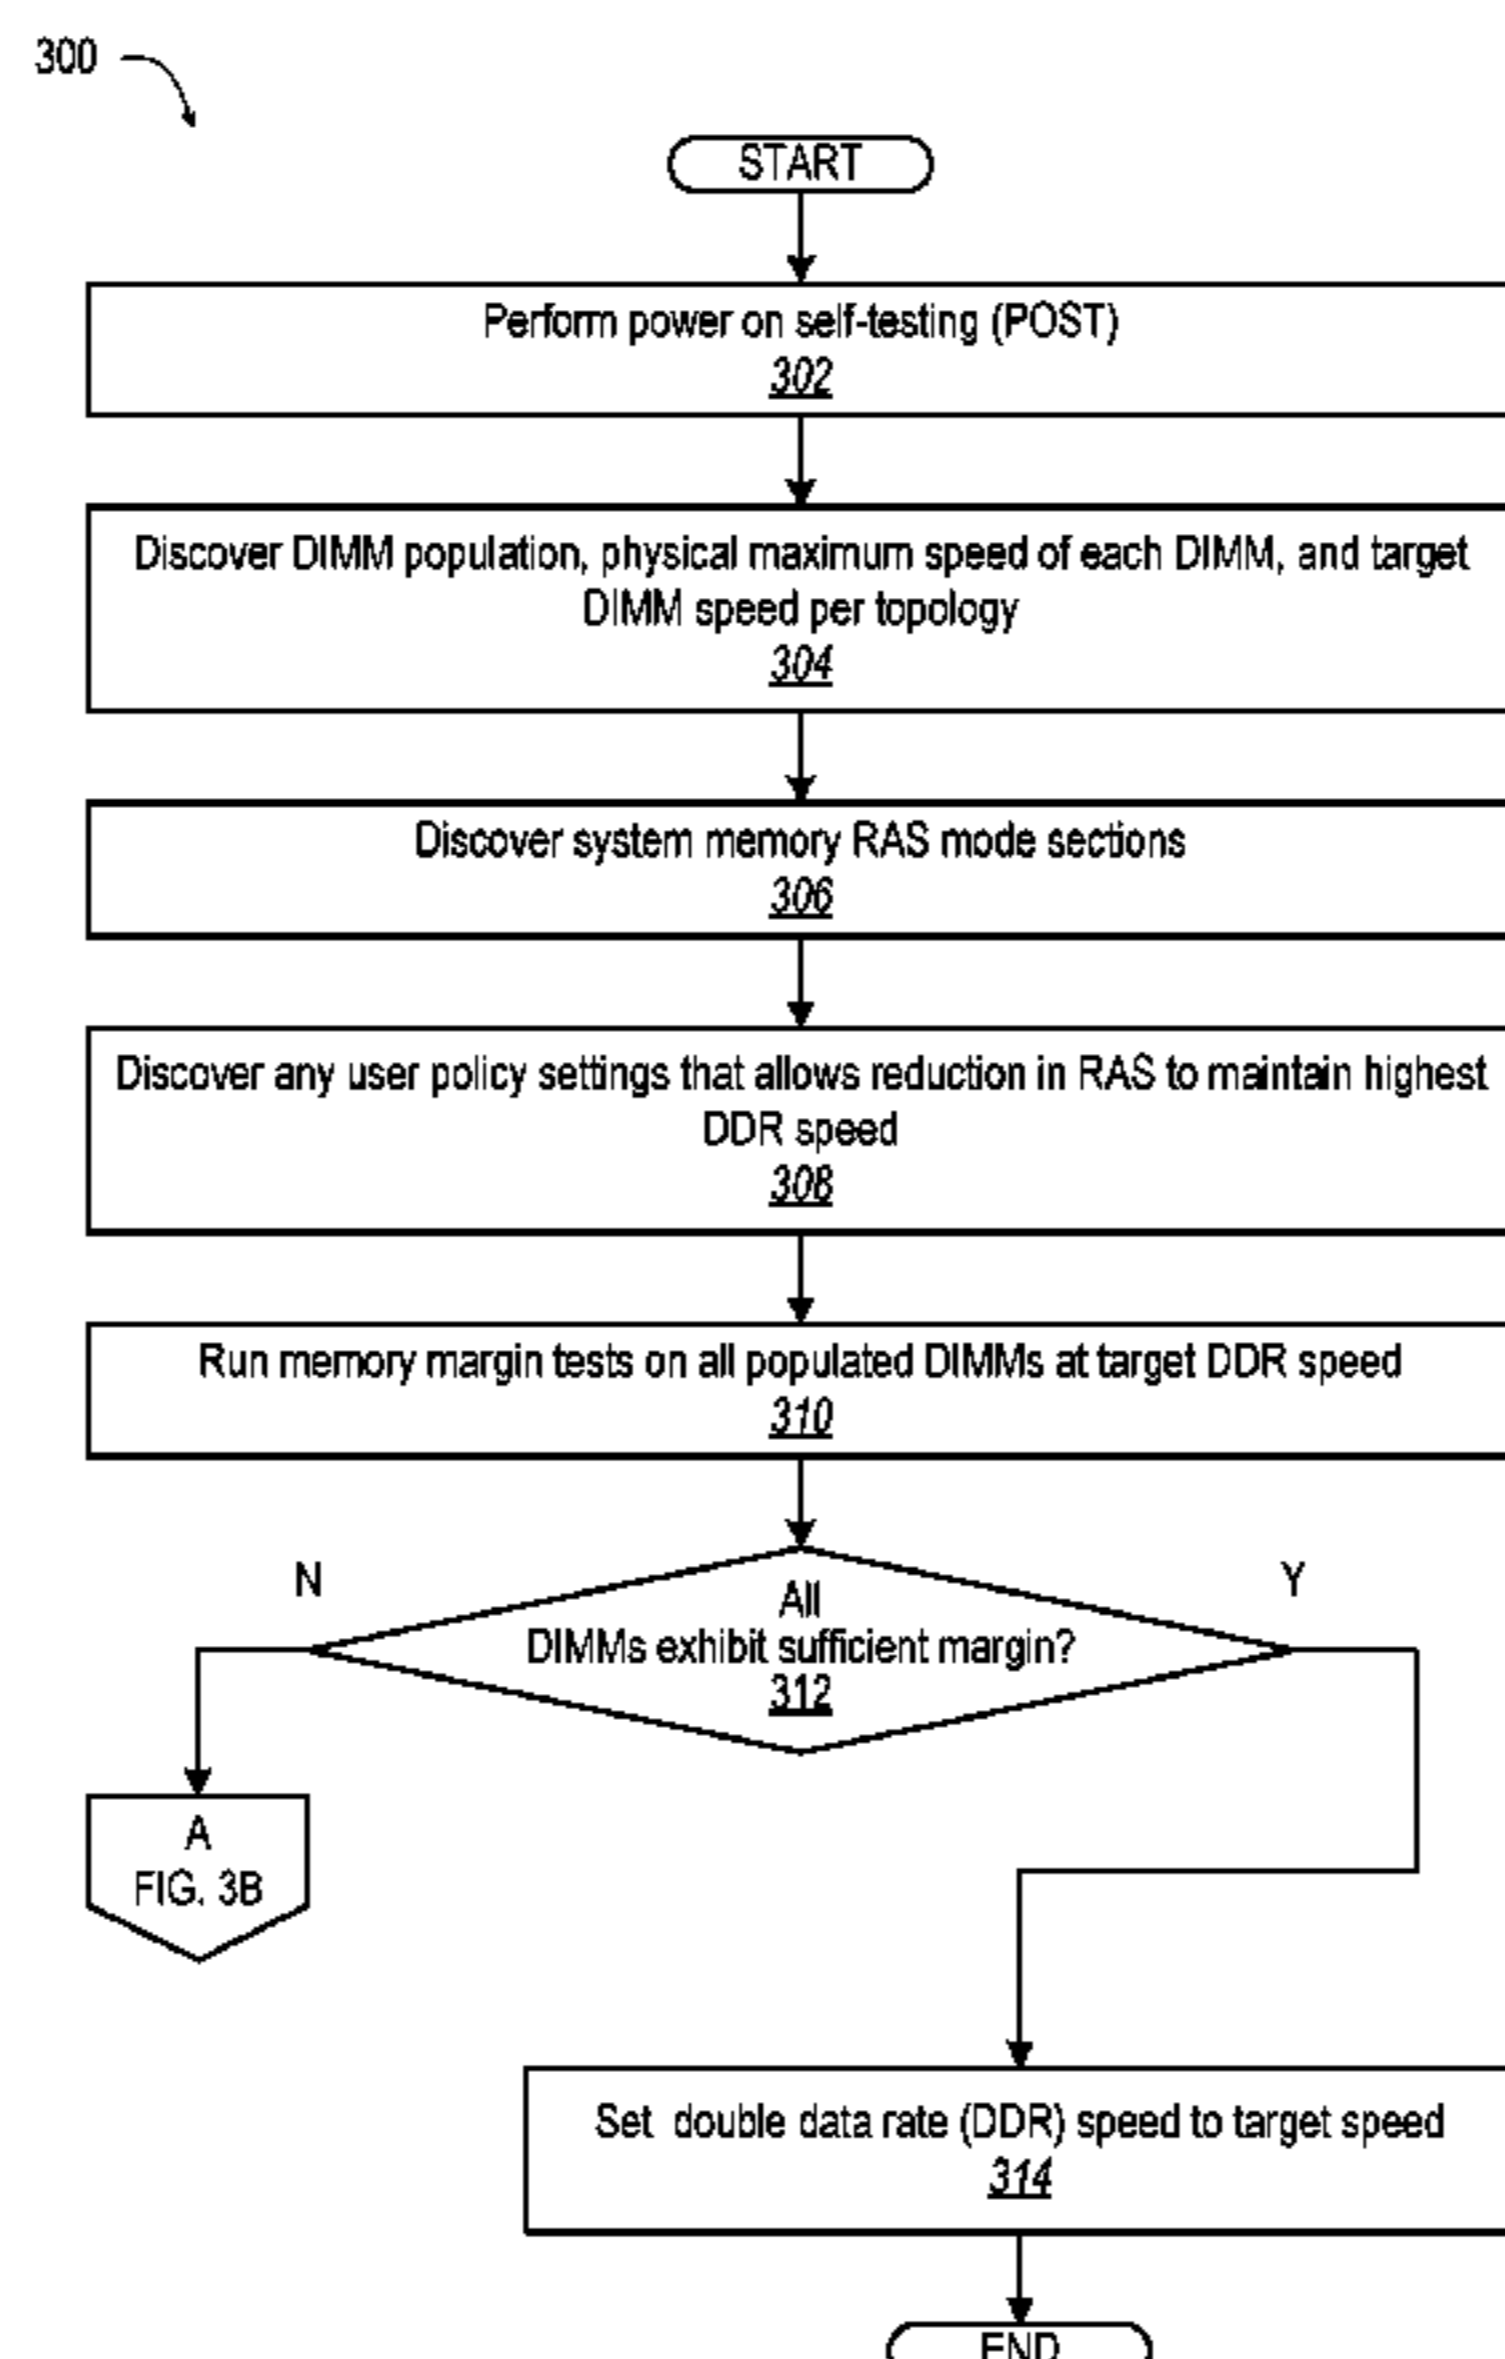 300
START
Perform power on self-testing (POST)
302
Discover DIMM population, physical maximum speed of each DIMM, and target
DIMM speed per topology
304
Discover system memory RAS mode sections
306
Discover any user policy settings that allows reduction in RAS to maintain highest
DDR speed
308
Run memory margin tests on all populated DIMMs at target DDR speed
310
N
Y
All
DIMMs exhibit sufficient margin?
312
A
FIG. 3B
Set double data rate (DDR) speed to target speed
314
END